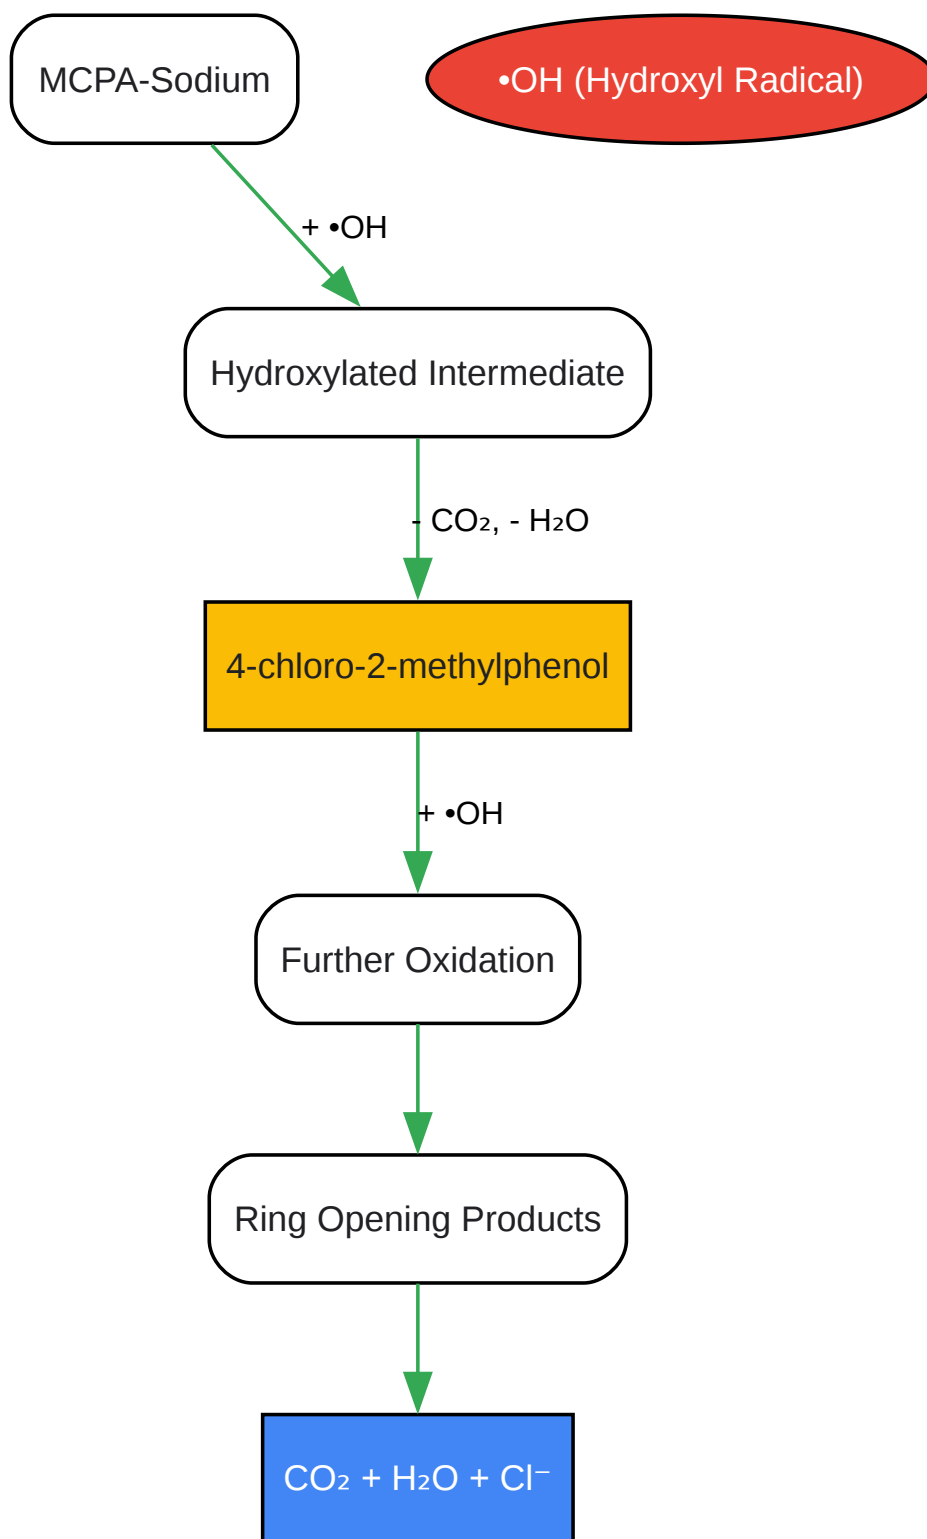 MCPA-Sodium
•OH (Hydroxyl Radical)
+ •OH
Hydroxylated Intermediate
- CO₂, - H₂O
4-chloro-2-methylphenol
+ •OH
Further Oxidation
Ring Opening Products
CO₂ + H₂O + Cl⁻